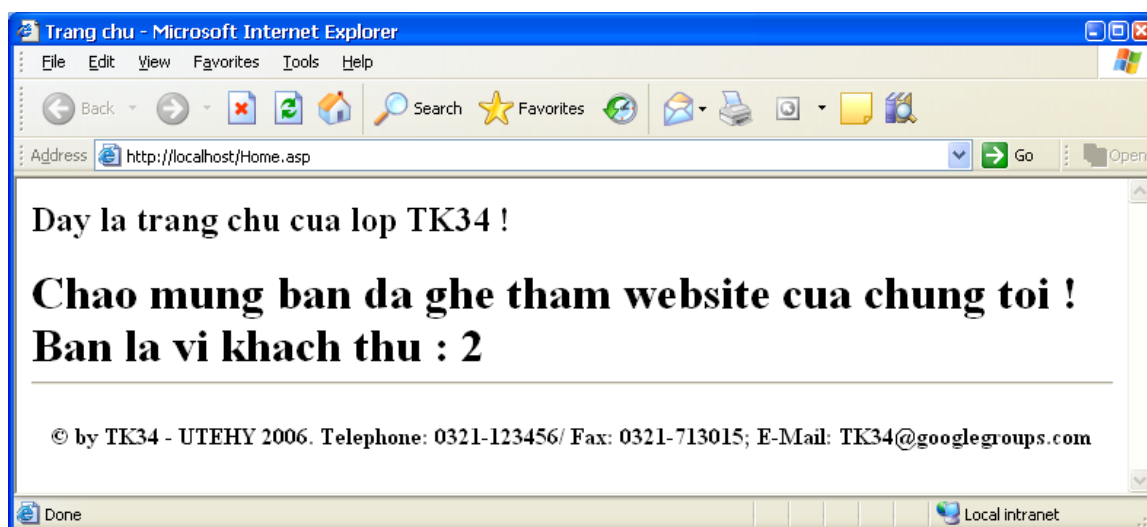 Trang chu - Microsoft Internet Explorer
File Edit View Favorites Tools Help
Back Search Favorites
Address http://localhost/Home.asp Go Open
Day la trang chu cua lop TK34 !
Chao mung ban da ghe tham website cua chung toi !
Ban la vi khach thu : 2
© by TK34 - UTEHY 2006. Telephone: 0321-123456/ Fax: 0321-713015; E-Mail: TK34@googlegroups.com
Done Local intranet